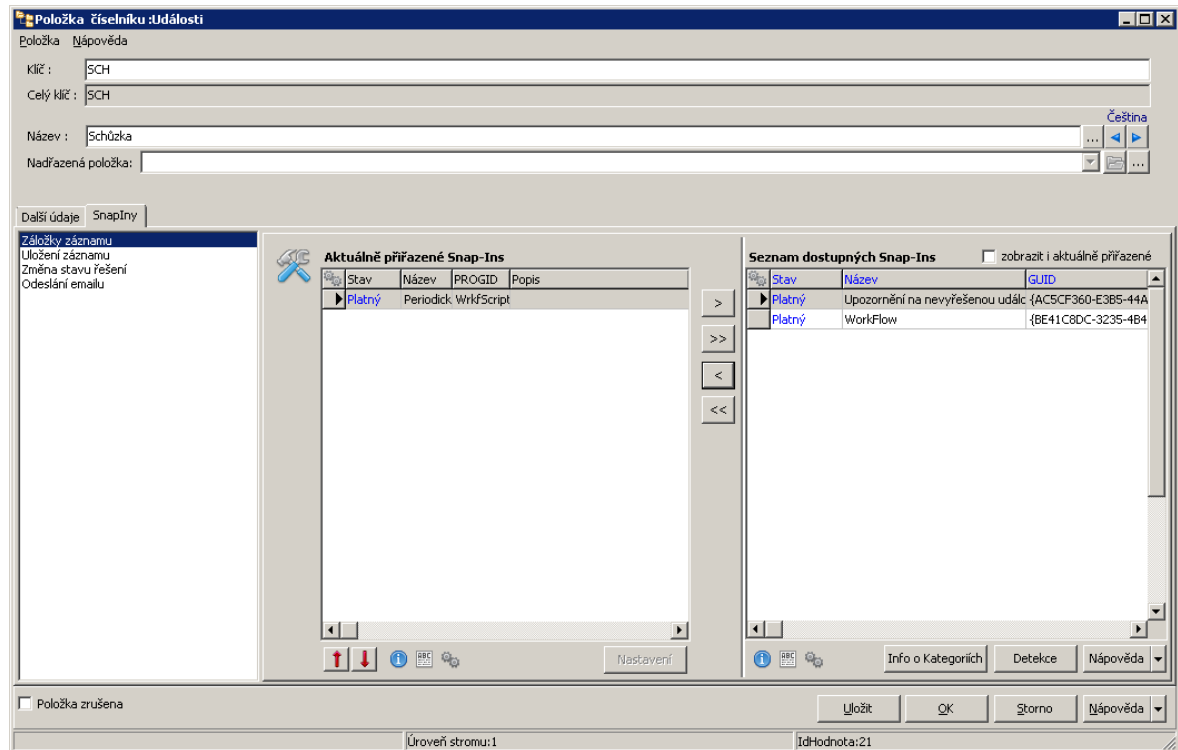 Položka číselníku :Události
Položka Nápověda
Klíč : SCH
Celý klíč : SCH
Čeština
Název : Schůzka ...
Nadřazená položka: ...
Další údaje SnapIny
Záložky záznamu
Uložení záznamu
Změna stavu řešení
Odeslání emailu
Aktuálně přiřazené Snap-Ins
Stav Název PROGID Popis
Platný Periodick WrkfScript
>
>>
<
<<
Nastavení
Seznam dostupných Snap-Ins zobrazit i aktuálně přiřazené
Stav Název GUID
Platný Upozornění na nevyřešenou událc {AC5CF360-E3B5-44A
Platný WorkFlow {BE41C8DC-3235-4B4
Info o Kategoriích Detekce Nápověda
Položka zrušena
Uložit OK Storno Nápověda
Úroveň stromu:1 IdHodnota:21